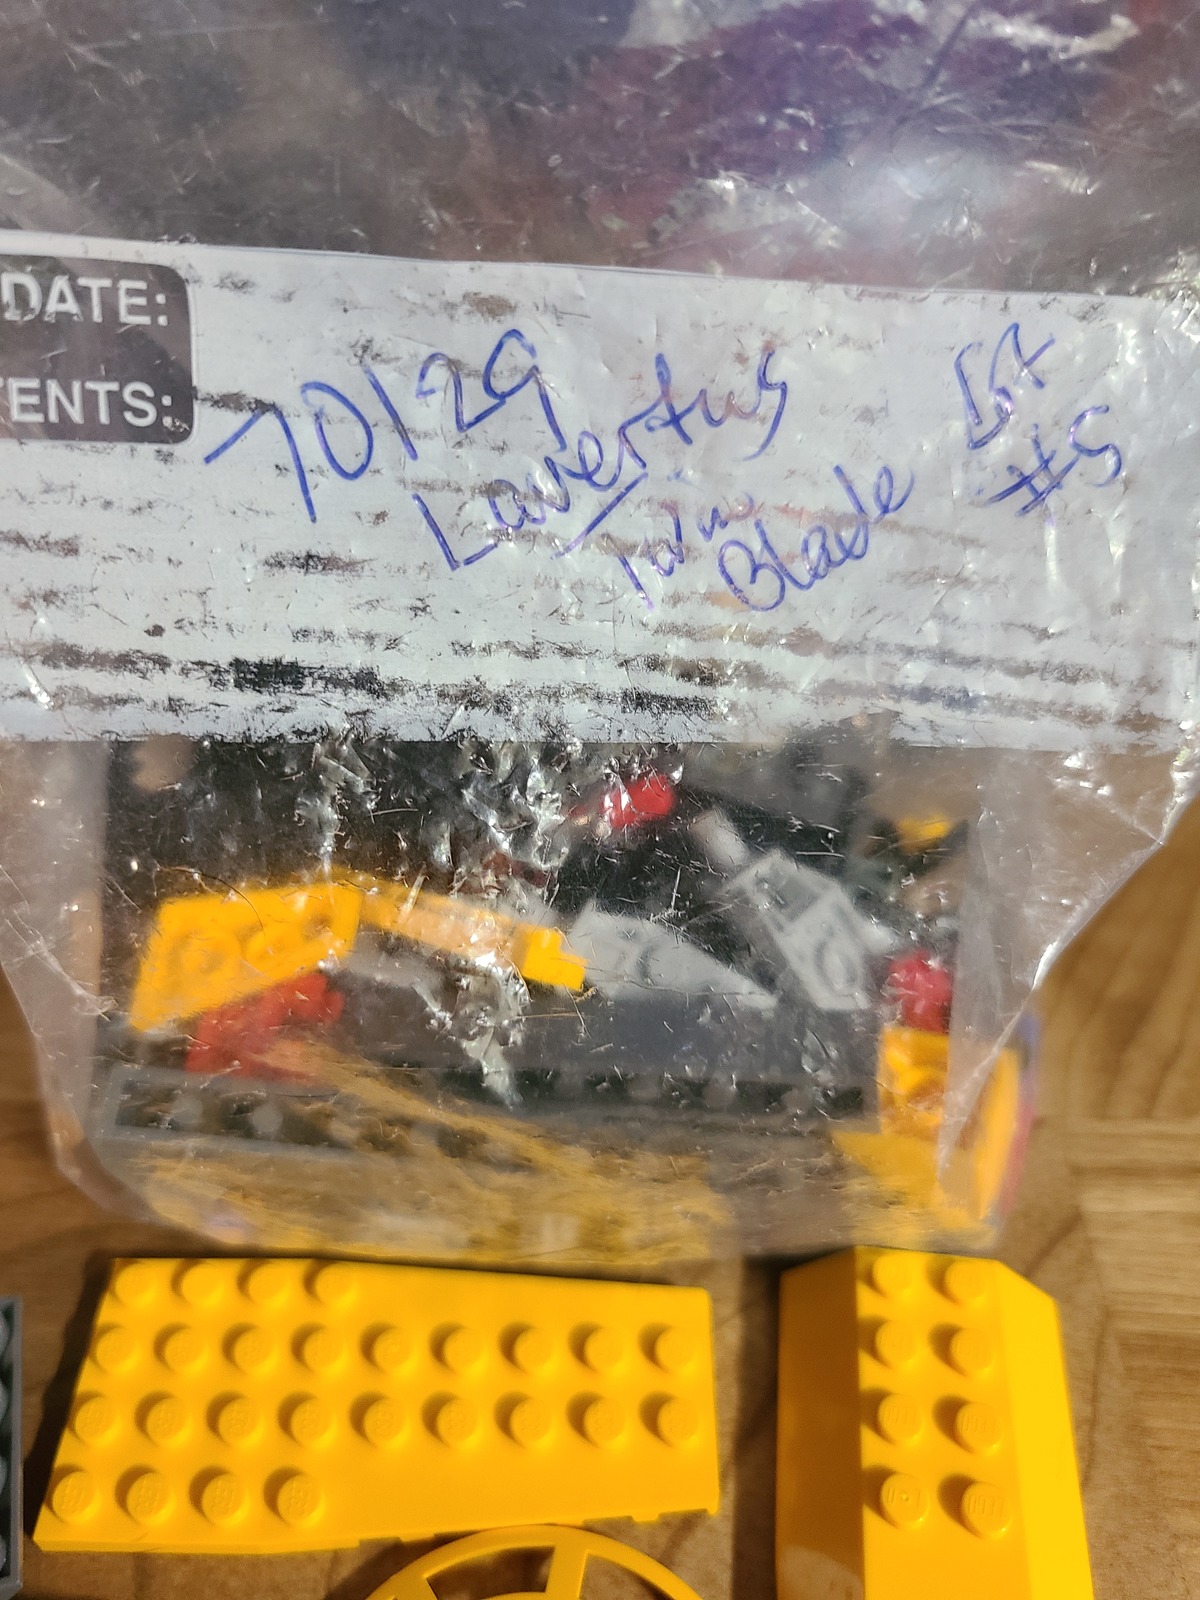 DATE:
TENTS:
70129
Lavertus
Twin
Blade
#5